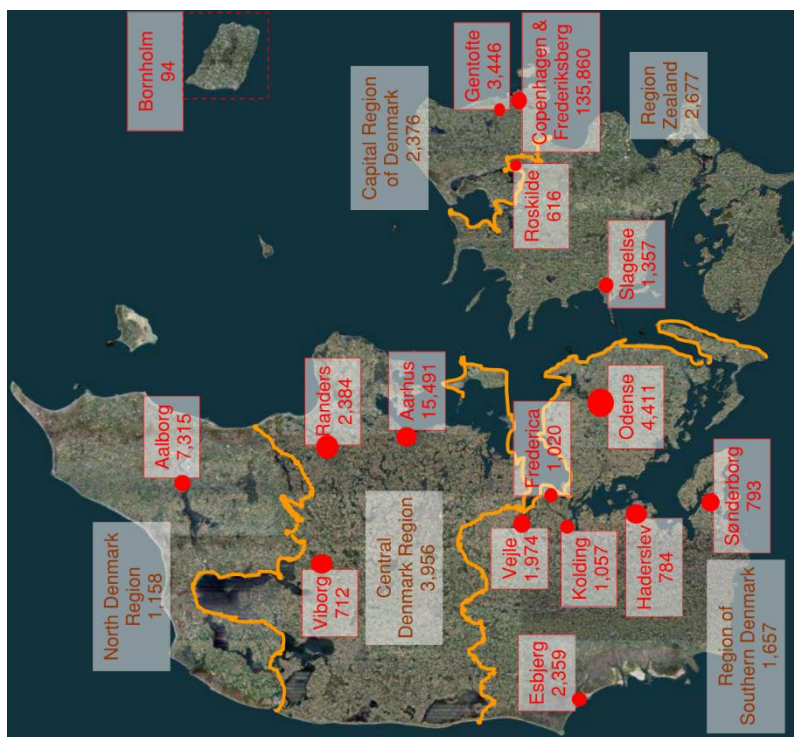 Bornholm
94
Gentofte
3,446
Copenhagen &
Frederiksberg
135,860
Capital Region
of Denmark
2,376
Region
Zealand
2,677
Roskilde
616
Slagelse
1,357
Aalborg
7,315
Randers
2,384
Aarhus
15,491
North Denmark
Region
1,158
Viborg
712
Central
Denmark Region
3,956
Frederica
1,020
Odense
4,411
Vejle
1,974
Kolding
1,057
Haderslev
784
Sønderborg
793
Esbjerg
2,359
Region of
Southern Denmark
1,657